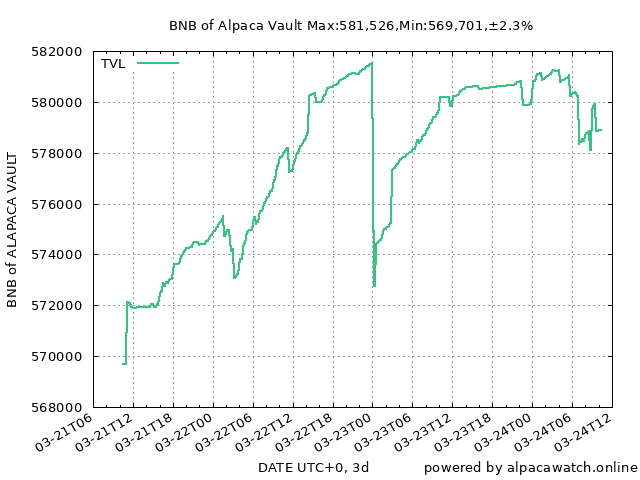 BNB of Alpaca Vault Max:581,526,Min:569,701,±2.3%
582000
TVL
580000
578000
576000
574000
572000
570000
568000
BNB of ALAPACA VAULT
03-21T06
03-21T12
03-21T18
03-22T00
03-22T06
03-22T12
03-22T18
03-23T00
03-23T06
03-23T12
03-23T18
03-24T00
03-24T06
03-24T12
DATE UTC+0, 3d
powered by alpacawatch.online